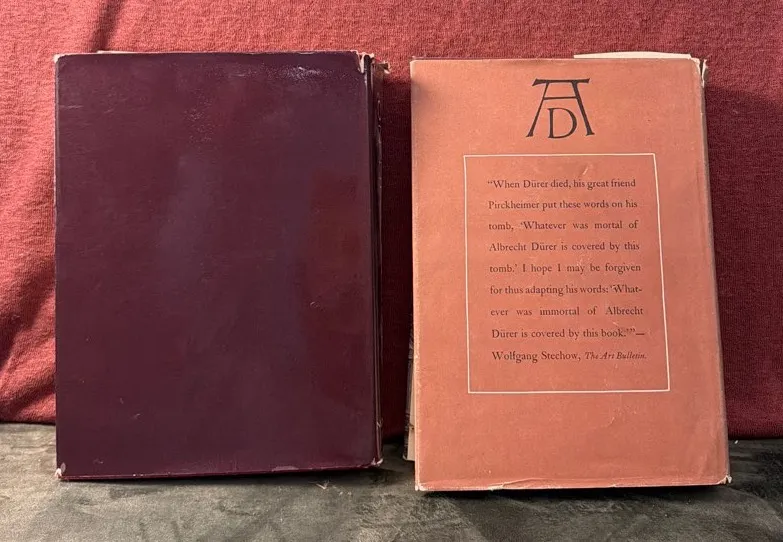 AD
“When Dürer died, his great friend
Pirckheimer put these words on his
tomb, ‘Whatever was mortal of
Albrecht Dürer is covered by this
tomb.’ I hope I may be forgiven
for thus adapting his words: ‘What-
ever was immortal of Albrecht
Dürer is covered by this book.’”—
Wolfgang Stechow, The Art Bulletin.